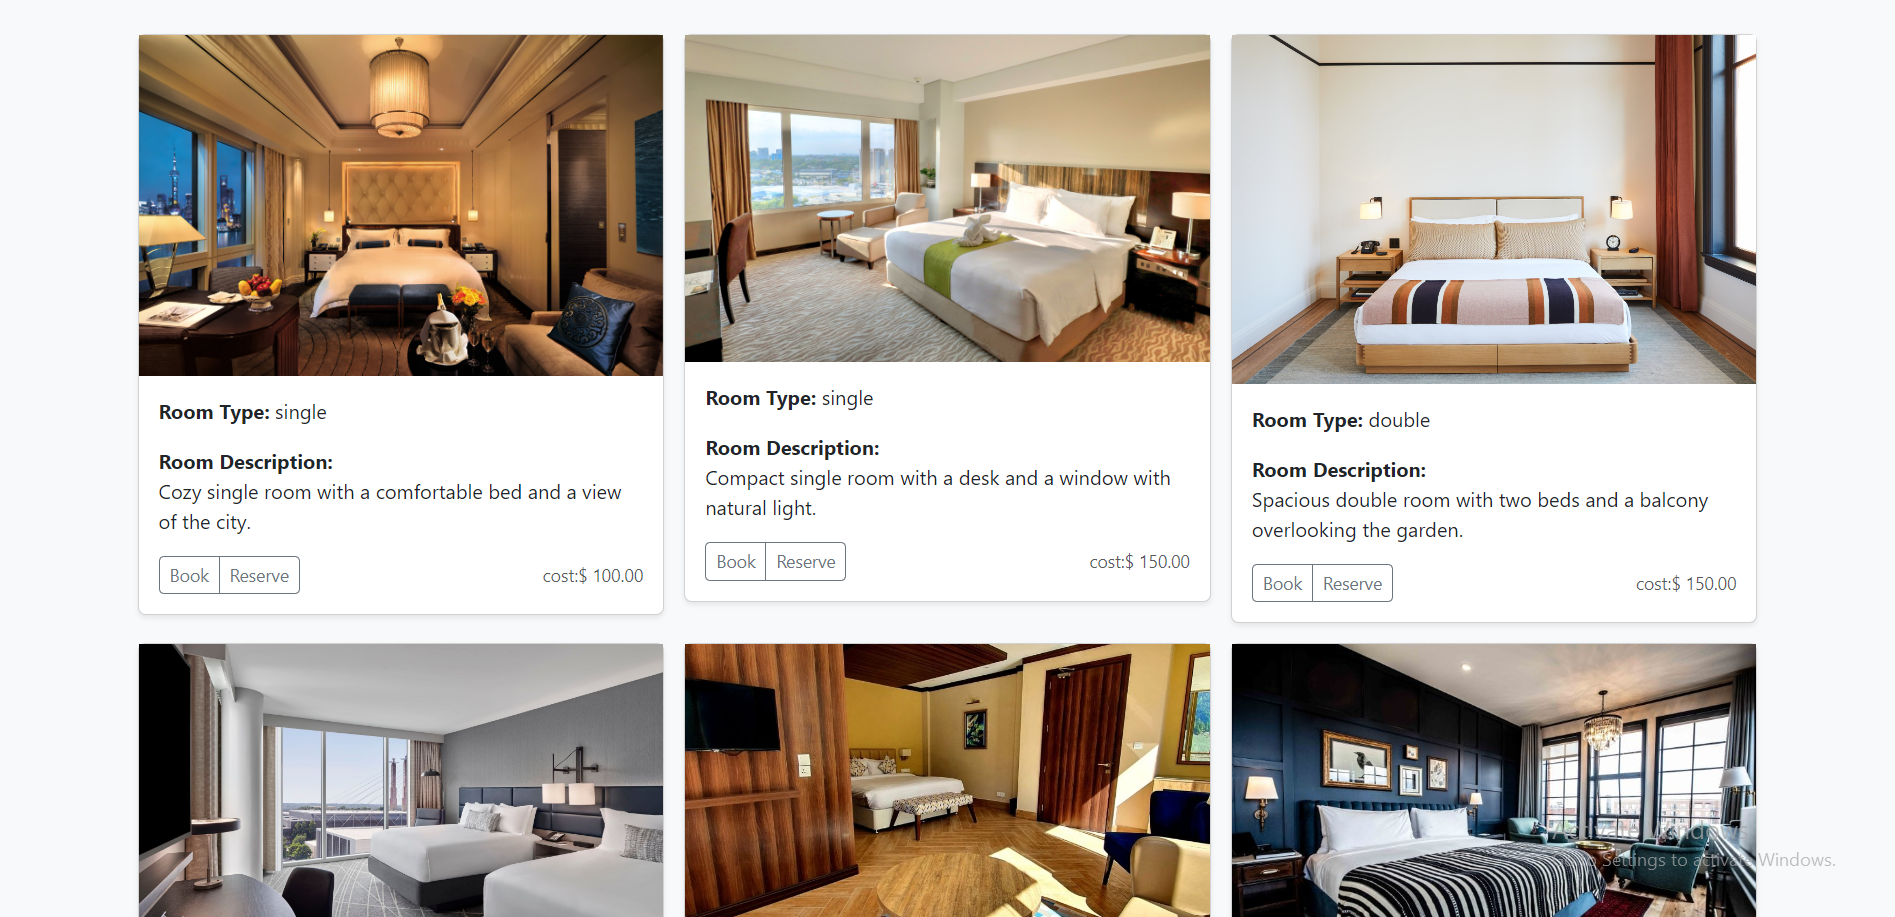 Room Type: single
Room Description:
Cozy single room with a comfortable bed and a view
of the city.
Book Reserve cost:$ 100.00
Room Type: single
Room Description:
Compact single room with a desk and a window with
natural light.
Book Reserve cost:$ 150.00
Room Type: double
Room Description:
Spacious double room with two beds and a balcony
overlooking the garden.
Book Reserve cost:$ 150.00
Activate Windows
to Settings to activate Windows.